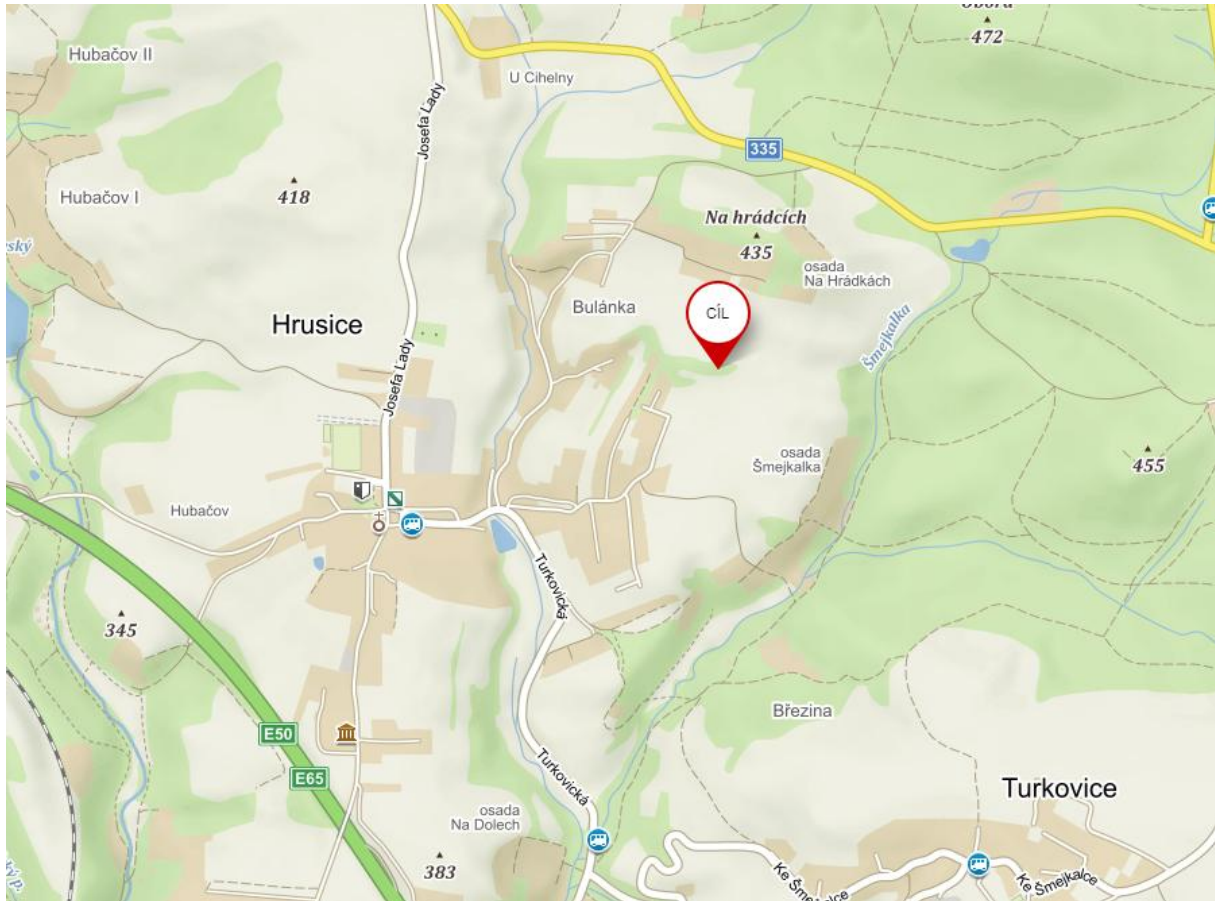 Obora
472
Hubačov II
U Cihelny
Josefa Lady
335
Hubačov I
418
Na hrádcích
435
osada
Na Hrádkách
Bulánka
CÍL
Hrusice
Šmejkalka
Josefa Lady
osada
Šmejkalka
455
Hubačov
Turkovická
345
Březina
E50
E65
Turkovická
Turkovice
osada
Na Dolech
383
Ke Šmejkalce
Ke Šmejkalce